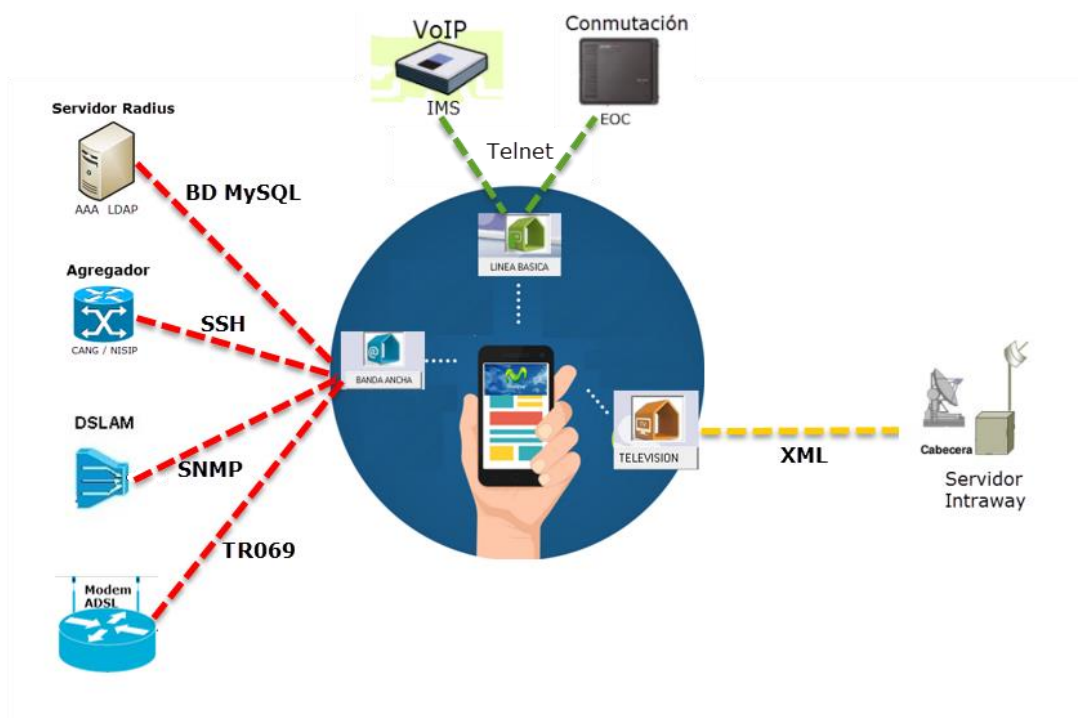 VoIP
IMS
Conmutación
EOC
Telnet
Servidor Radius
AAA LDAP
BD MySQL
Agregador
CANG / NISIP
SSH
DSLAM
SNMP
TR069
Modem
ADSL
LINEA BASICA
@
BANDA ANCHA
TELEVISION
XML
Cabecera
Servidor
Intraway